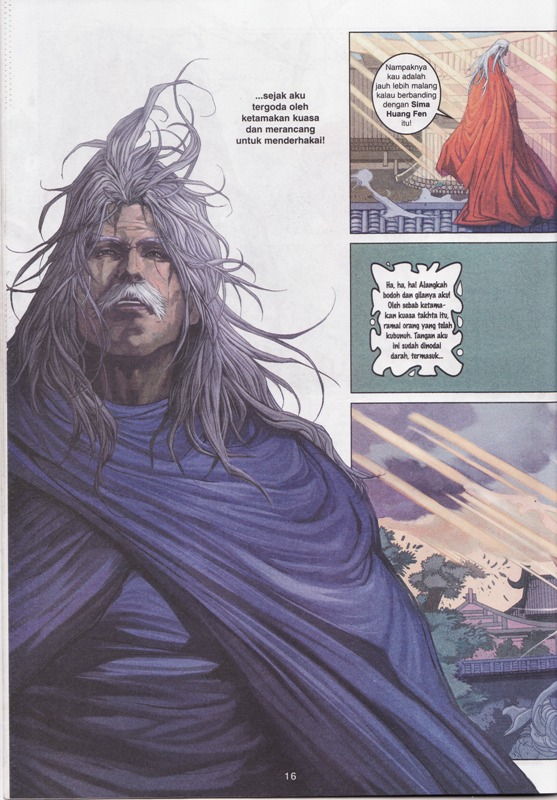 ...sejak aku
tergoda oleh
ketamakan kuasa
dan merancang
untuk menderhakai!
Nampaknya
kau adalah
jauh lebih malang
kalau berbanding
dengan Sima
Huang Fen
itu!
Ha, ha, ha! Alangkah
bodoh dan gilanya aku!
Oleh sebab ketama-
kan kuasa takhta itu,
ramai orang yang telah
kubunuh. Tangan aku
ini sudah dinodai
darah, termasuk...
16